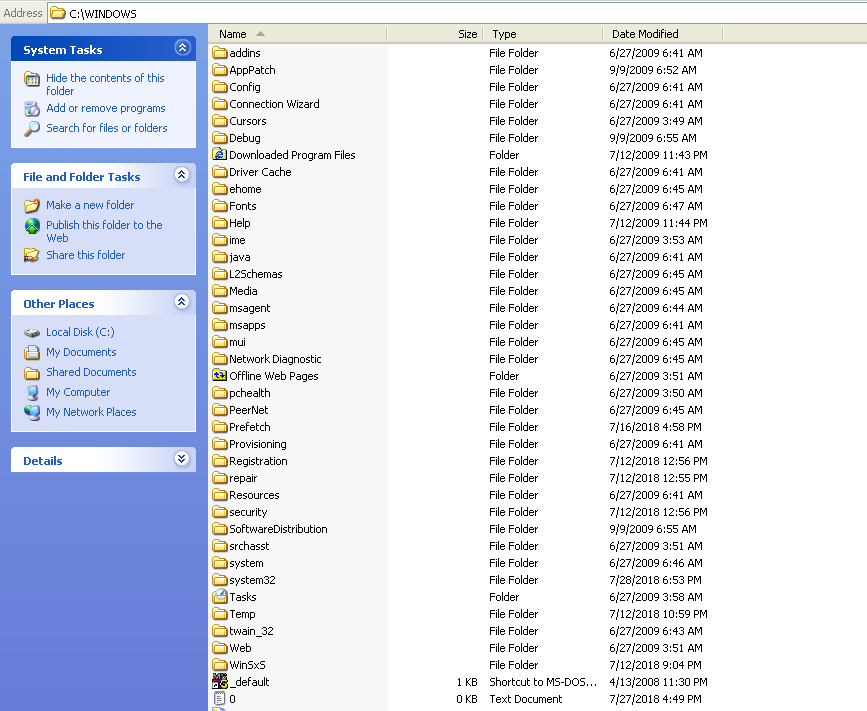 Address C:\WINDOWS
System Tasks
Hide the contents of this
folder
Add or remove programs
Search for files or folders
File and Folder Tasks
Make a new folder
Publish this folder to the
Web
Share this folder
Other Places
Local Disk (C:)
My Documents
Shared Documents
My Computer
My Network Places
Details
Name Size Type Date Modified
addins File Folder 6/27/2009 6:41 AM
AppPatch File Folder 9/9/2009 6:52 AM
Config File Folder 6/27/2009 6:41 AM
Connection Wizard File Folder 6/27/2009 6:41 AM
Cursors File Folder 6/27/2009 3:49 AM
Debug File Folder 9/9/2009 6:55 AM
Downloaded Program Files Folder 7/12/2009 11:43 PM
Driver Cache File Folder 6/27/2009 6:41 AM
ehome File Folder 6/27/2009 6:45 AM
Fonts File Folder 6/27/2009 6:47 AM
Help File Folder 7/12/2009 11:44 PM
ime File Folder 6/27/2009 3:53 AM
java File Folder 6/27/2009 6:41 AM
L2Schemas File Folder 6/27/2009 6:45 AM
Media File Folder 6/27/2009 6:45 AM
msagent File Folder 6/27/2009 6:44 AM
msapps File Folder 6/27/2009 6:41 AM
mui File Folder 6/27/2009 6:45 AM
Network Diagnostic File Folder 6/27/2009 6:45 AM
Offline Web Pages Folder 6/27/2009 3:51 AM
pchealth File Folder 6/27/2009 3:50 AM
PeerNet File Folder 6/27/2009 6:45 AM
Prefetch File Folder 7/16/2018 4:58 PM
Provisioning File Folder 6/27/2009 6:41 AM
Registration File Folder 7/12/2018 12:56 PM
repair File Folder 7/12/2018 12:55 PM
Resources File Folder 6/27/2009 6:41 AM
security File Folder 7/12/2018 12:56 PM
SoftwareDistribution File Folder 9/9/2009 6:55 AM
srchasst File Folder 6/27/2009 3:51 AM
system File Folder 6/27/2009 6:46 AM
system32 File Folder 7/28/2018 6:53 PM
Tasks Folder 6/27/2009 3:58 AM
Temp File Folder 7/12/2018 10:59 PM
twain_32 File Folder 6/27/2009 6:43 AM
Web File Folder 6/27/2009 3:51 AM
WinSxS File Folder 7/12/2018 9:04 PM
_default 1 KB Shortcut to MS-DOS... 4/13/2008 11:30 PM
0 0 KB Text Document 7/27/2018 4:49 PM